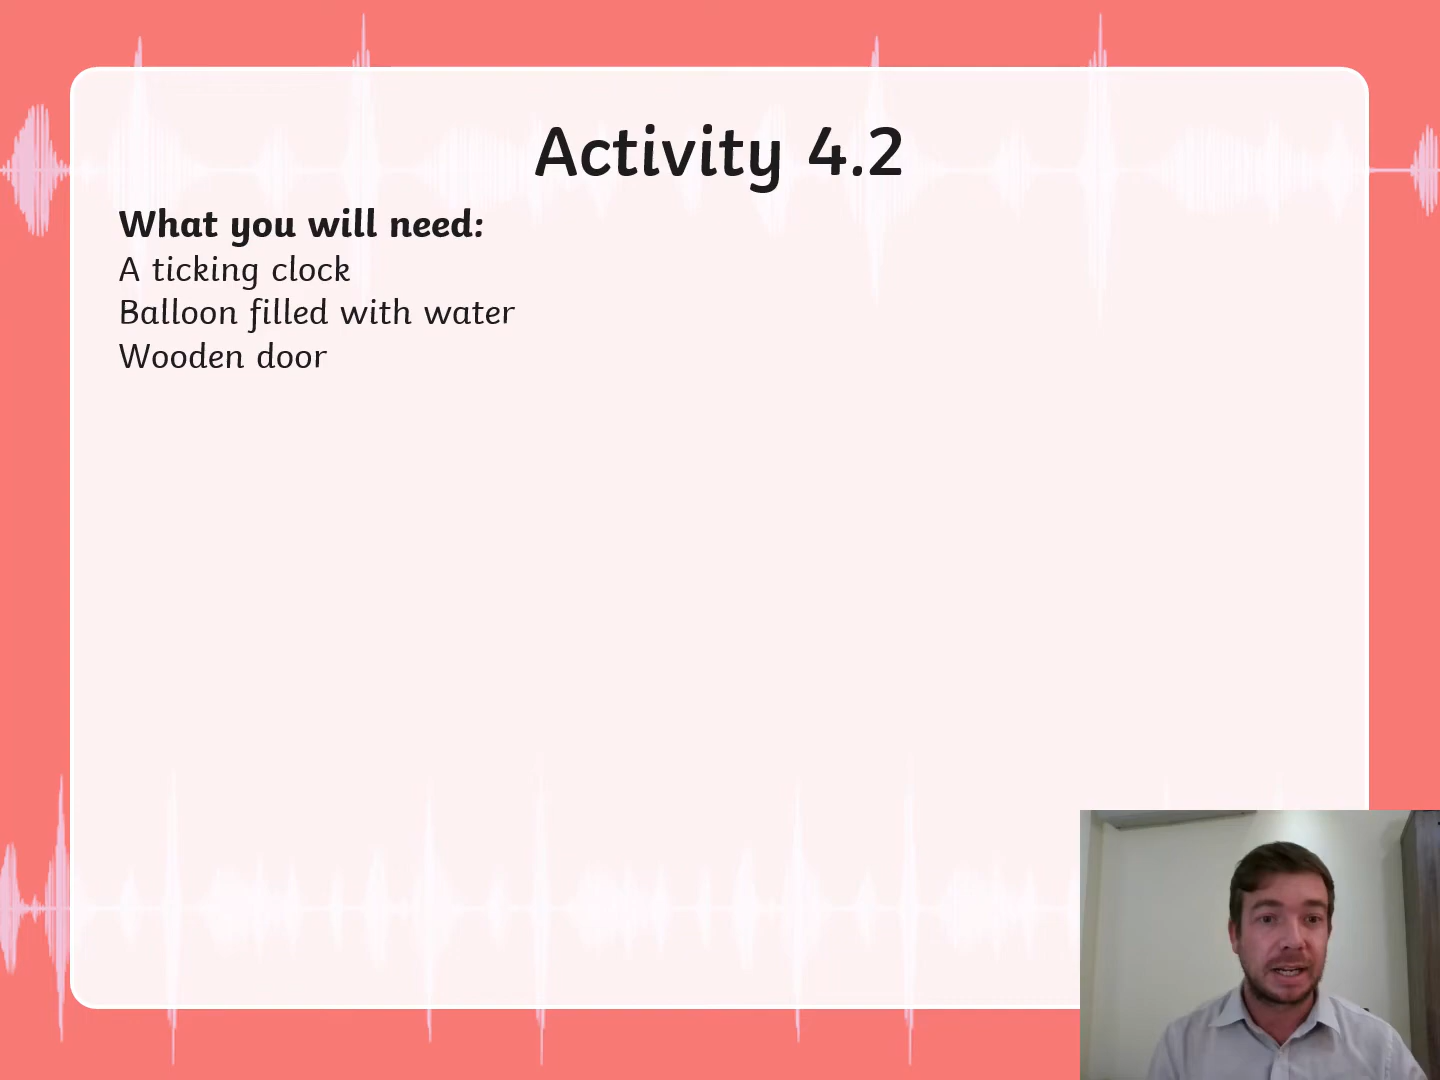 Activity 4.2
What you will need:
A ticking clock
Balloon filled with water
Wooden door